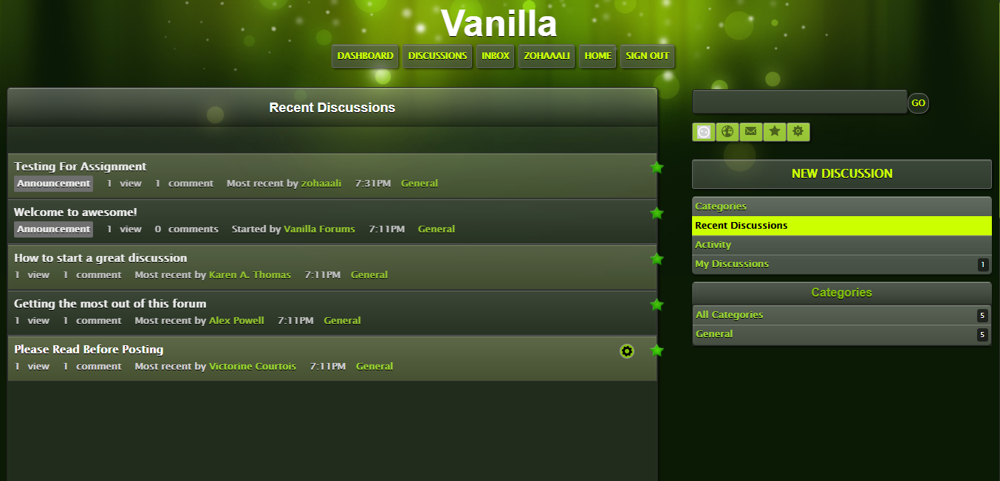 Vanilla
DASHBOARD DISCUSSIONS INBOX ZOHAAALI HOME SIGN OUT
Recent Discussions
Testing For Assignment
Announcement 1 view 1 comment Most recent by zohaaali 7:31PM General
Welcome to awesome!
Announcement 1 view 0 comments Started by Vanilla Forums 7:11PM General
How to start a great discussion
1 view 1 comment Most recent by Karen A. Thomas 7:11PM General
Getting the most out of this forum
1 view 1 comment Most recent by Alex Powell 7:11PM General
Please Read Before Posting
1 view 1 comment Most recent by Victorine Courtois 7:11PM General
GO
NEW DISCUSSION
Categories
Recent Discussions
Activity
My Discussions 1
Categories
All Categories 5
General 5